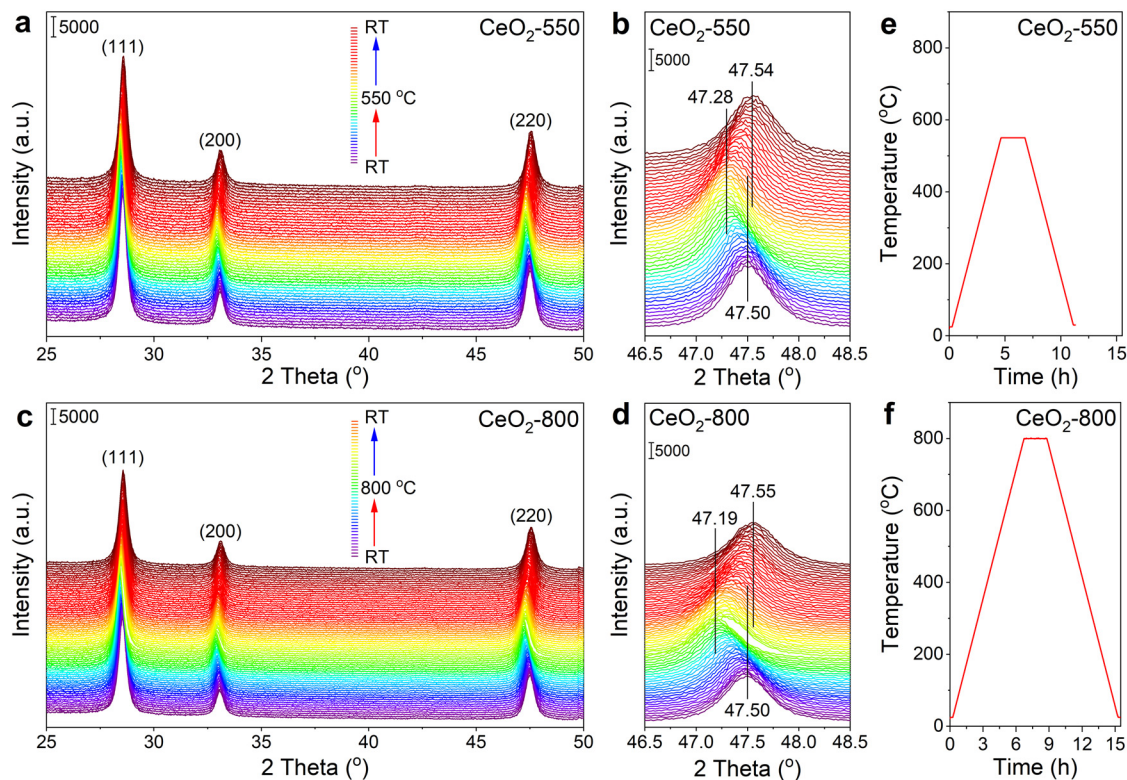 a
5000
CeO2-550
(111)
(200)
(220)
RT
550 °C
RT
Intensity (a.u.)
25 30 35 40 45 50
2 Theta (°)
b
CeO2-550
5000
47.54
47.28
47.50
Intensity (a.u.)
46.5 47.0 47.5 48.0 48.5
2 Theta (°)
e
CeO2-550
800
600
400
200
0
Temperature (°C)
0 5 10 15
Time (h)
c
5000
CeO2-800
(111)
(200)
(220)
RT
800 °C
RT
Intensity (a.u.)
25 30 35 40 45 50
2 Theta (°)
d
CeO2-800
5000
47.55
47.19
47.50
Intensity (a.u.)
46.5 47.0 47.5 48.0 48.5
2 Theta (°)
f
CeO2-800
800
600
400
200
0
Temperature (°C)
0 3 6 9 12 15
Time (h)